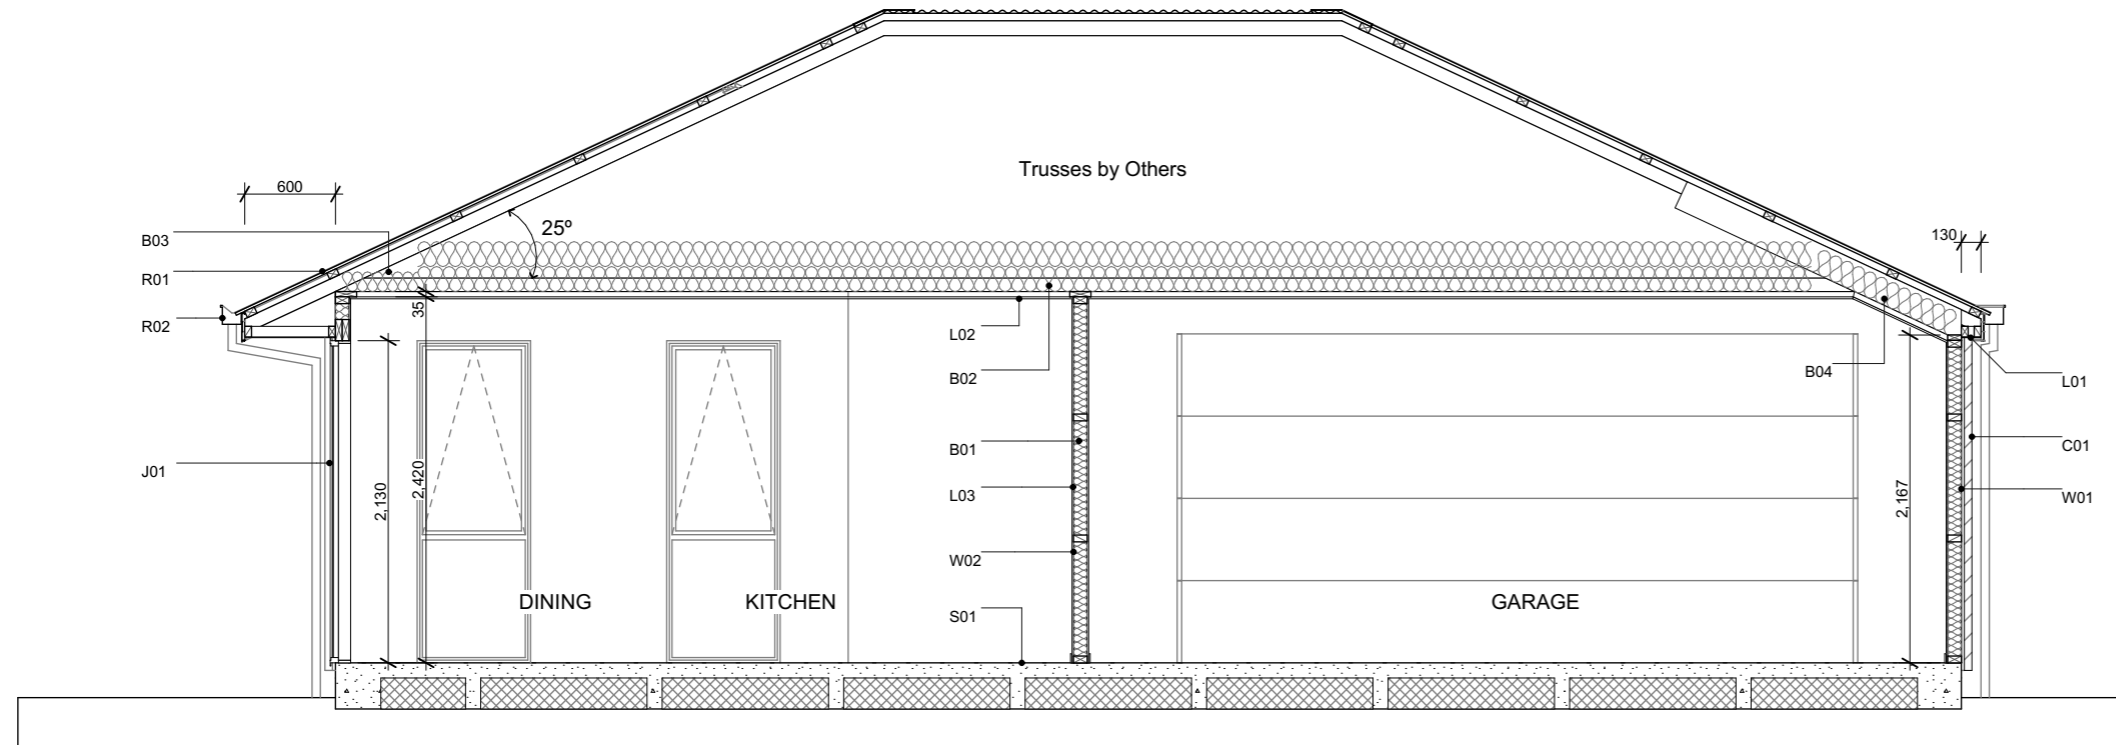 Trusses by Others
600
25º
130
B03
R01
R02
35
L02
B02
B04
L01
B01
C01
J01
2,130
2,420
L03
2,167
W01
W02
DINING
KITCHEN
GARAGE
S01